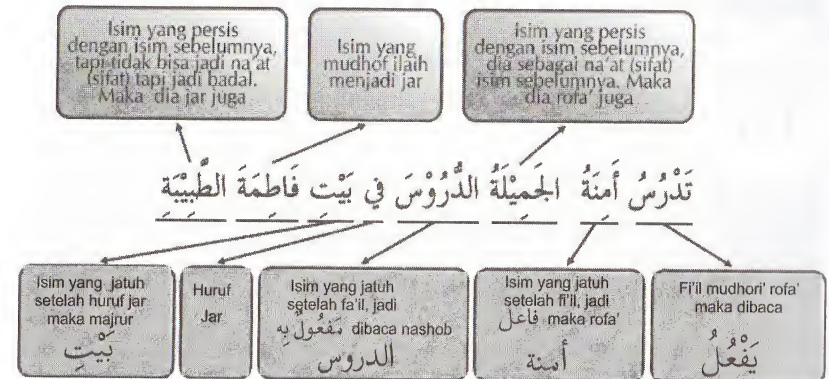 Isim yang persis
dengan isim sebelumnya,
tapi tidak bisa jadi na'at
(sifat) tapi jadi badal.
Maka dia jar juga
Isim yang
mudhof ilaih
menjadi jar
Isim yang persis
dengan isim sebelumnya,
dia sebagai na'at (sifat)
isim sebelumnya. Maka
dia rofa' juga
تَدْرُسُ أَمِنَةُ الجَمِيْلَةُ الدُّرُوْسَ فِي بَيْتِ فَاطِمَةَ الطَّبِيْبَةِ
Isim yang jatuh
setelah huruf jar
maka majrur
بَيْتِ
Huruf
Jar
Isim yang jatuh
setelah fa'il, jadi
مَفْعُولٌ بِه dibaca nashob
الدروس
Isim yang jatuh
setelah fi'il, jadi
فاعل maka rofa'
أمنة
Fi'il mudhori' rofa'
maka dibaca
يَفْعُلُ